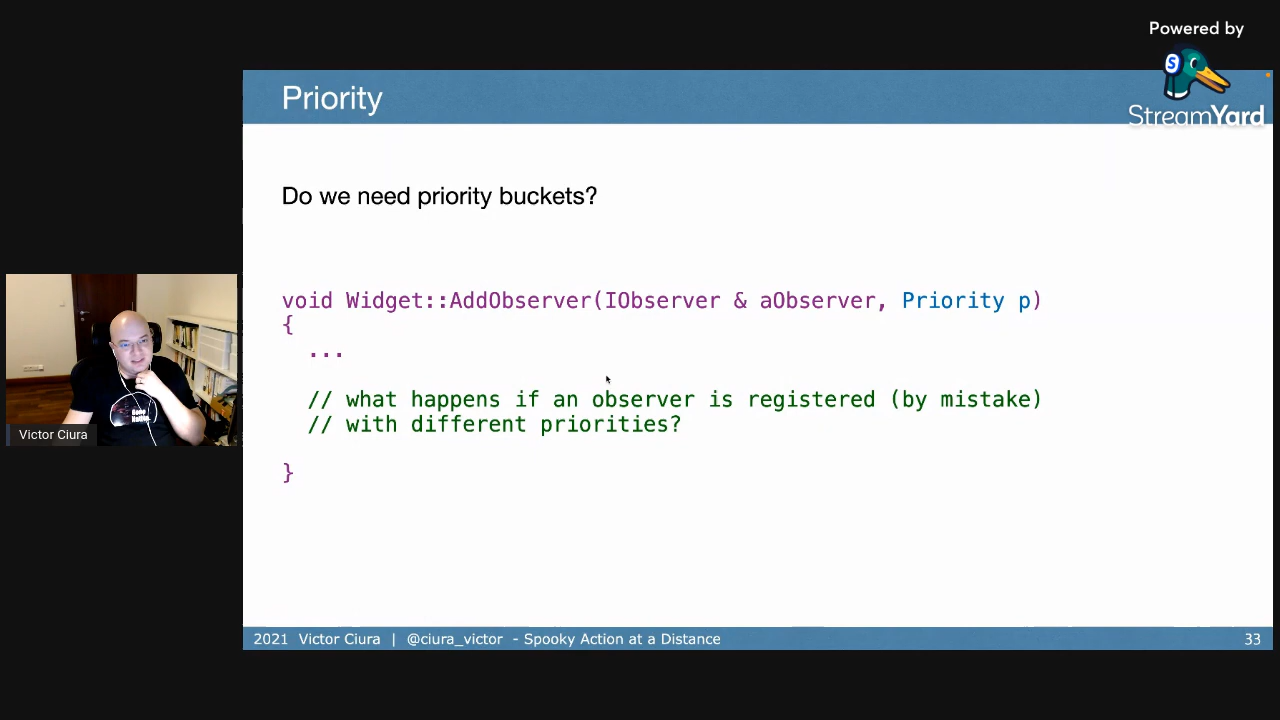 Powered by
StreamYard
Priority
Do we need priority buckets?
void Widget::AddObserver(IObserver & aObserver, Priority p)
{
...
// what happens if an observer is registered (by mistake)
// with different priorities?
}
Victor Ciura
2021 Victor Ciura | @ciura_victor - Spooky Action at a Distance
33